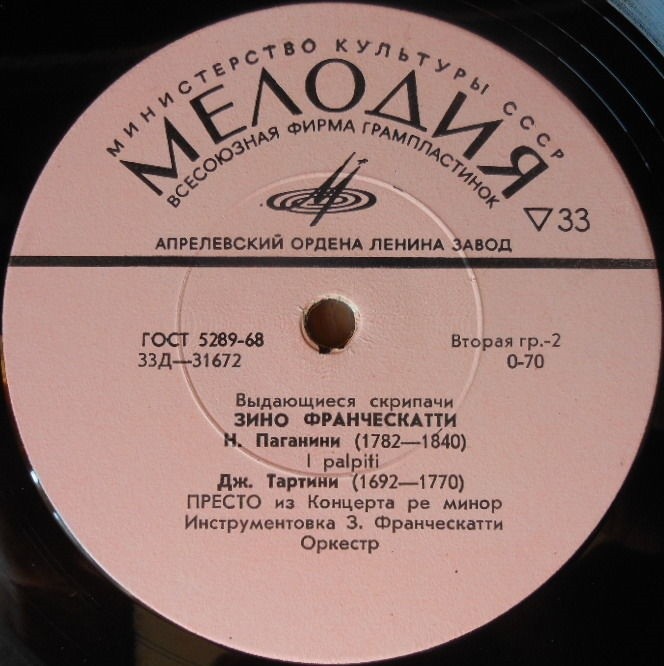 МИНИСТЕРСТВО КУЛЬТУРЫ СССР
МЕЛОДИЯ
ВСЕСОЮЗНАЯ ФИРМА ГРАМПЛАСТИНОК
▽33
АПРЕЛЕВСКИЙ ОРДЕНА ЛЕНИНА ЗАВОД
ГОСТ 5289-68
33Д—31672
Вторая гр.-2
0-70
Выдающиеся скрипачи
ЗИНО ФРАНЧЕСКАТТИ
Н. Паганини (1782—1840)
I palpiti
Дж. Тартини (1692—1770)
ПРЕСТО из Концерта ре минор
Инструментовка З. Франческатти
Оркестр